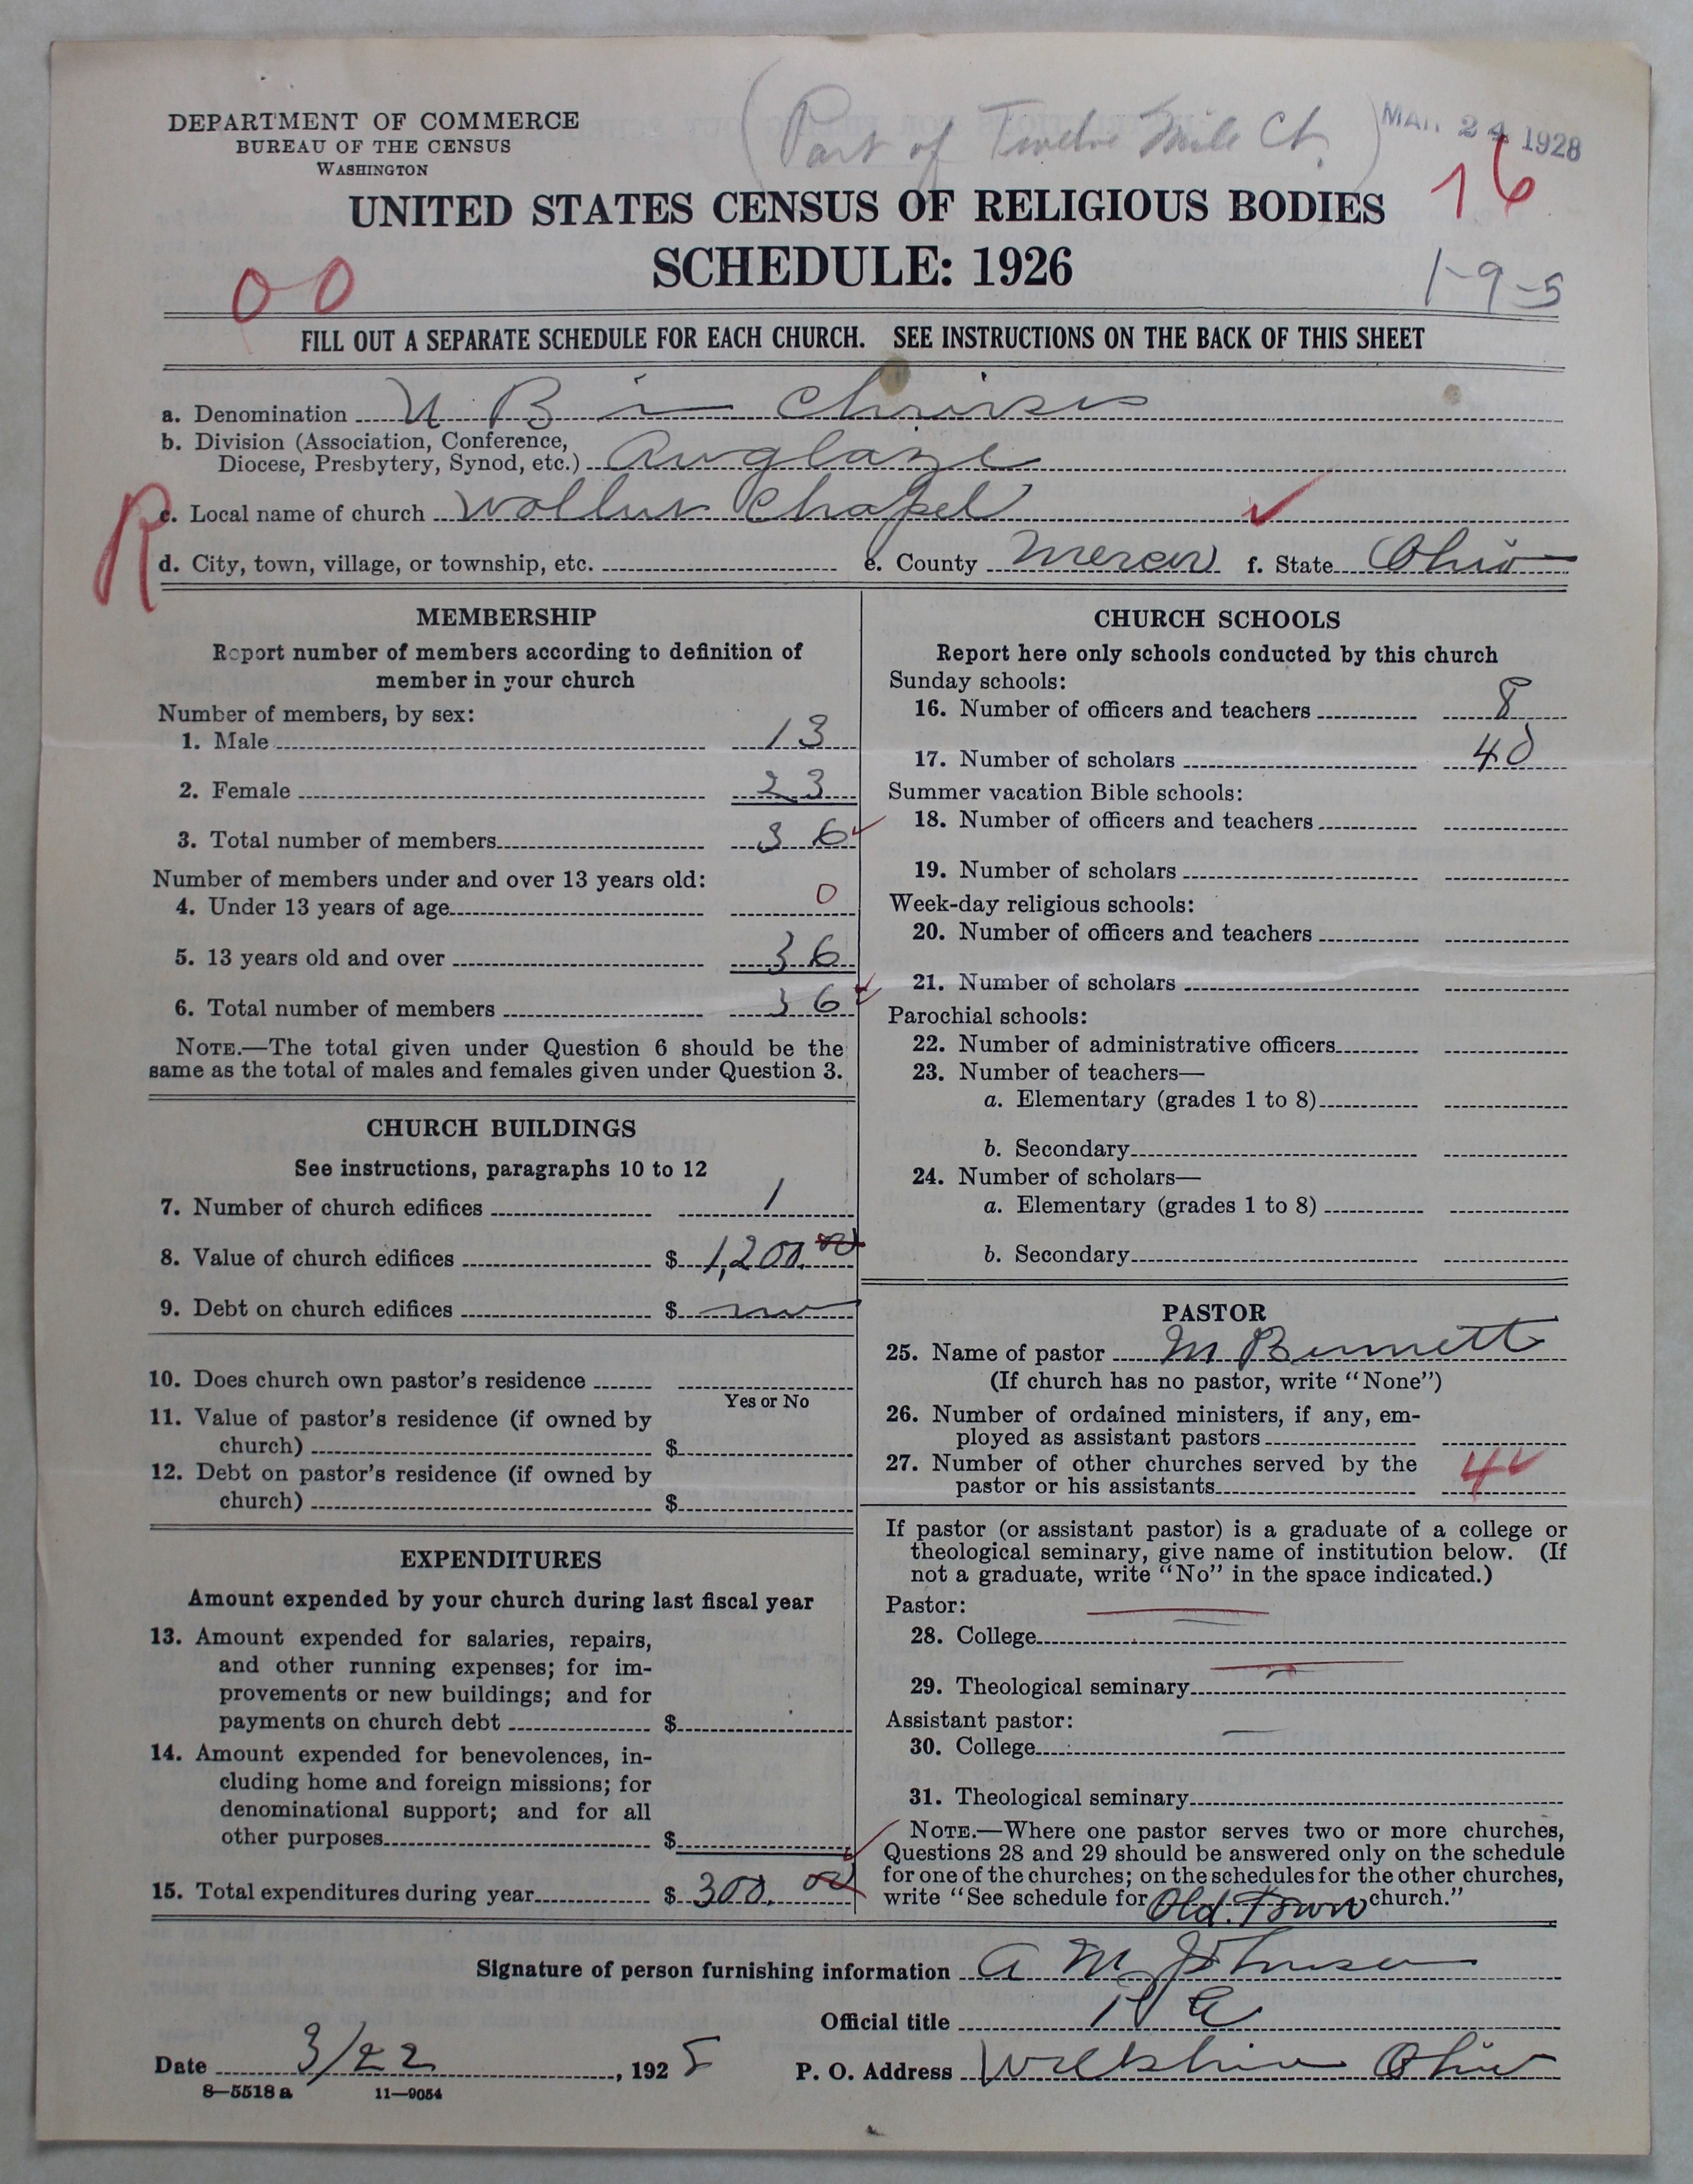 (Part of Twelve Mile Ct.)
MAR 24 1928
DEPARTMENT OF COMMERCE
BUREAU OF THE CENSUS
WASHINGTON
16
UNITED STATES CENSUS OF RELIGIOUS BODIES
SCHEDULE: 1926
00
1-9-5
FILL OUT A SEPARATE SCHEDULE FOR EACH CHURCH. SEE INSTRUCTIONS ON THE BACK OF THIS SHEET
a. Denomination U B in Christ
b. Division (Association, Conference,
Diocese, Presbytery, Synod, etc.) Auglaize
R
c. Local name of church Chapel ✓
d. City, town, village, or township, etc. e. County Mercer f. State Ohio
MEMBERSHIP
Report number of members according to definition of
member in your church
Number of members, by sex:
1. Male 13
2. Female 23
3. Total number of members 36 ✓
Number of members under and over 13 years old:
4. Under 13 years of age 0
5. 13 years old and over 36
6. Total number of members 36 ✓
NOTE.—The total given under Question 6 should be the
same as the total of males and females given under Question 3.
CHURCH BUILDINGS
See instructions, paragraphs 10 to 12
7. Number of church edifices 1
8. Value of church edifices $ 1,200.00
9. Debt on church edifices $ no
10. Does church own pastor's residence
Yes or No
11. Value of pastor's residence (if owned by
church) $
12. Debt on pastor's residence (if owned by
church) $
EXPENDITURES
Amount expended by your church during last fiscal year
13. Amount expended for salaries, repairs,
and other running expenses; for im-
provements or new buildings; and for
payments on church debt $
14. Amount expended for benevolences, in-
cluding home and foreign missions; for
denominational support; and for all
other purposes $
15. Total expenditures during year $ 300.00 ✓
CHURCH SCHOOLS
Report here only schools conducted by this church
Sunday schools:
16. Number of officers and teachers 8
17. Number of scholars 40
Summer vacation Bible schools:
18. Number of officers and teachers
19. Number of scholars
Week-day religious schools:
20. Number of officers and teachers
21. Number of scholars
Parochial schools:
22. Number of administrative officers
23. Number of teachers—
a. Elementary (grades 1 to 8)
b. Secondary
24. Number of scholars—
a. Elementary (grades 1 to 8)
b. Secondary
PASTOR
25. Name of pastor M Bennett
(If church has no pastor, write "None")
26. Number of ordained ministers, if any, em-
ployed as assistant pastors
27. Number of other churches served by the
pastor or his assistants 4 ✓
If pastor (or assistant pastor) is a graduate of a college or
theological seminary, give name of institution below. (If
not a graduate, write "No" in the space indicated.)
Pastor:
28. College
29. Theological seminary
Assistant pastor:
30. College
31. Theological seminary
NOTE.—Where one pastor serves two or more churches,
Questions 28 and 29 should be answered only on the schedule
for one of the churches; on the schedules for the other churches,
write "See schedule for Old Town church."
Signature of person furnishing information A M Johnson
Official title P E
Date 3/22, 1928 P. O. Address Willshire Ohio
8—5518 a 11—9054